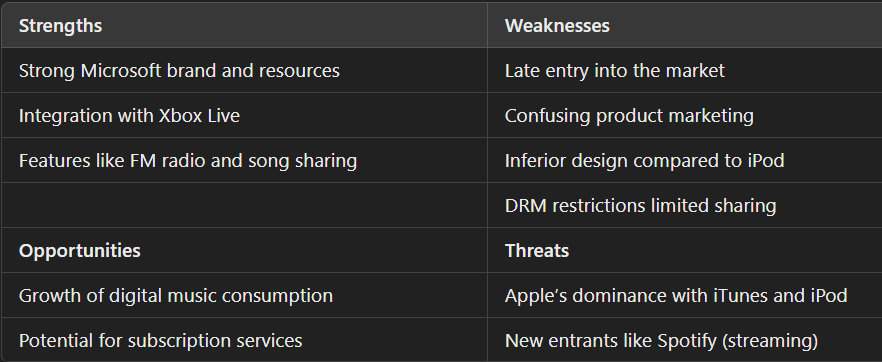 Strengths Weaknesses
Strong Microsoft brand and resources Late entry into the market
Integration with Xbox Live Confusing product marketing
Features like FM radio and song sharing Inferior design compared to iPod
DRM restrictions limited sharing
Opportunities Threats
Growth of digital music consumption Apple's dominance with iTunes and iPod
Potential for subscription services New entrants like Spotify (streaming)